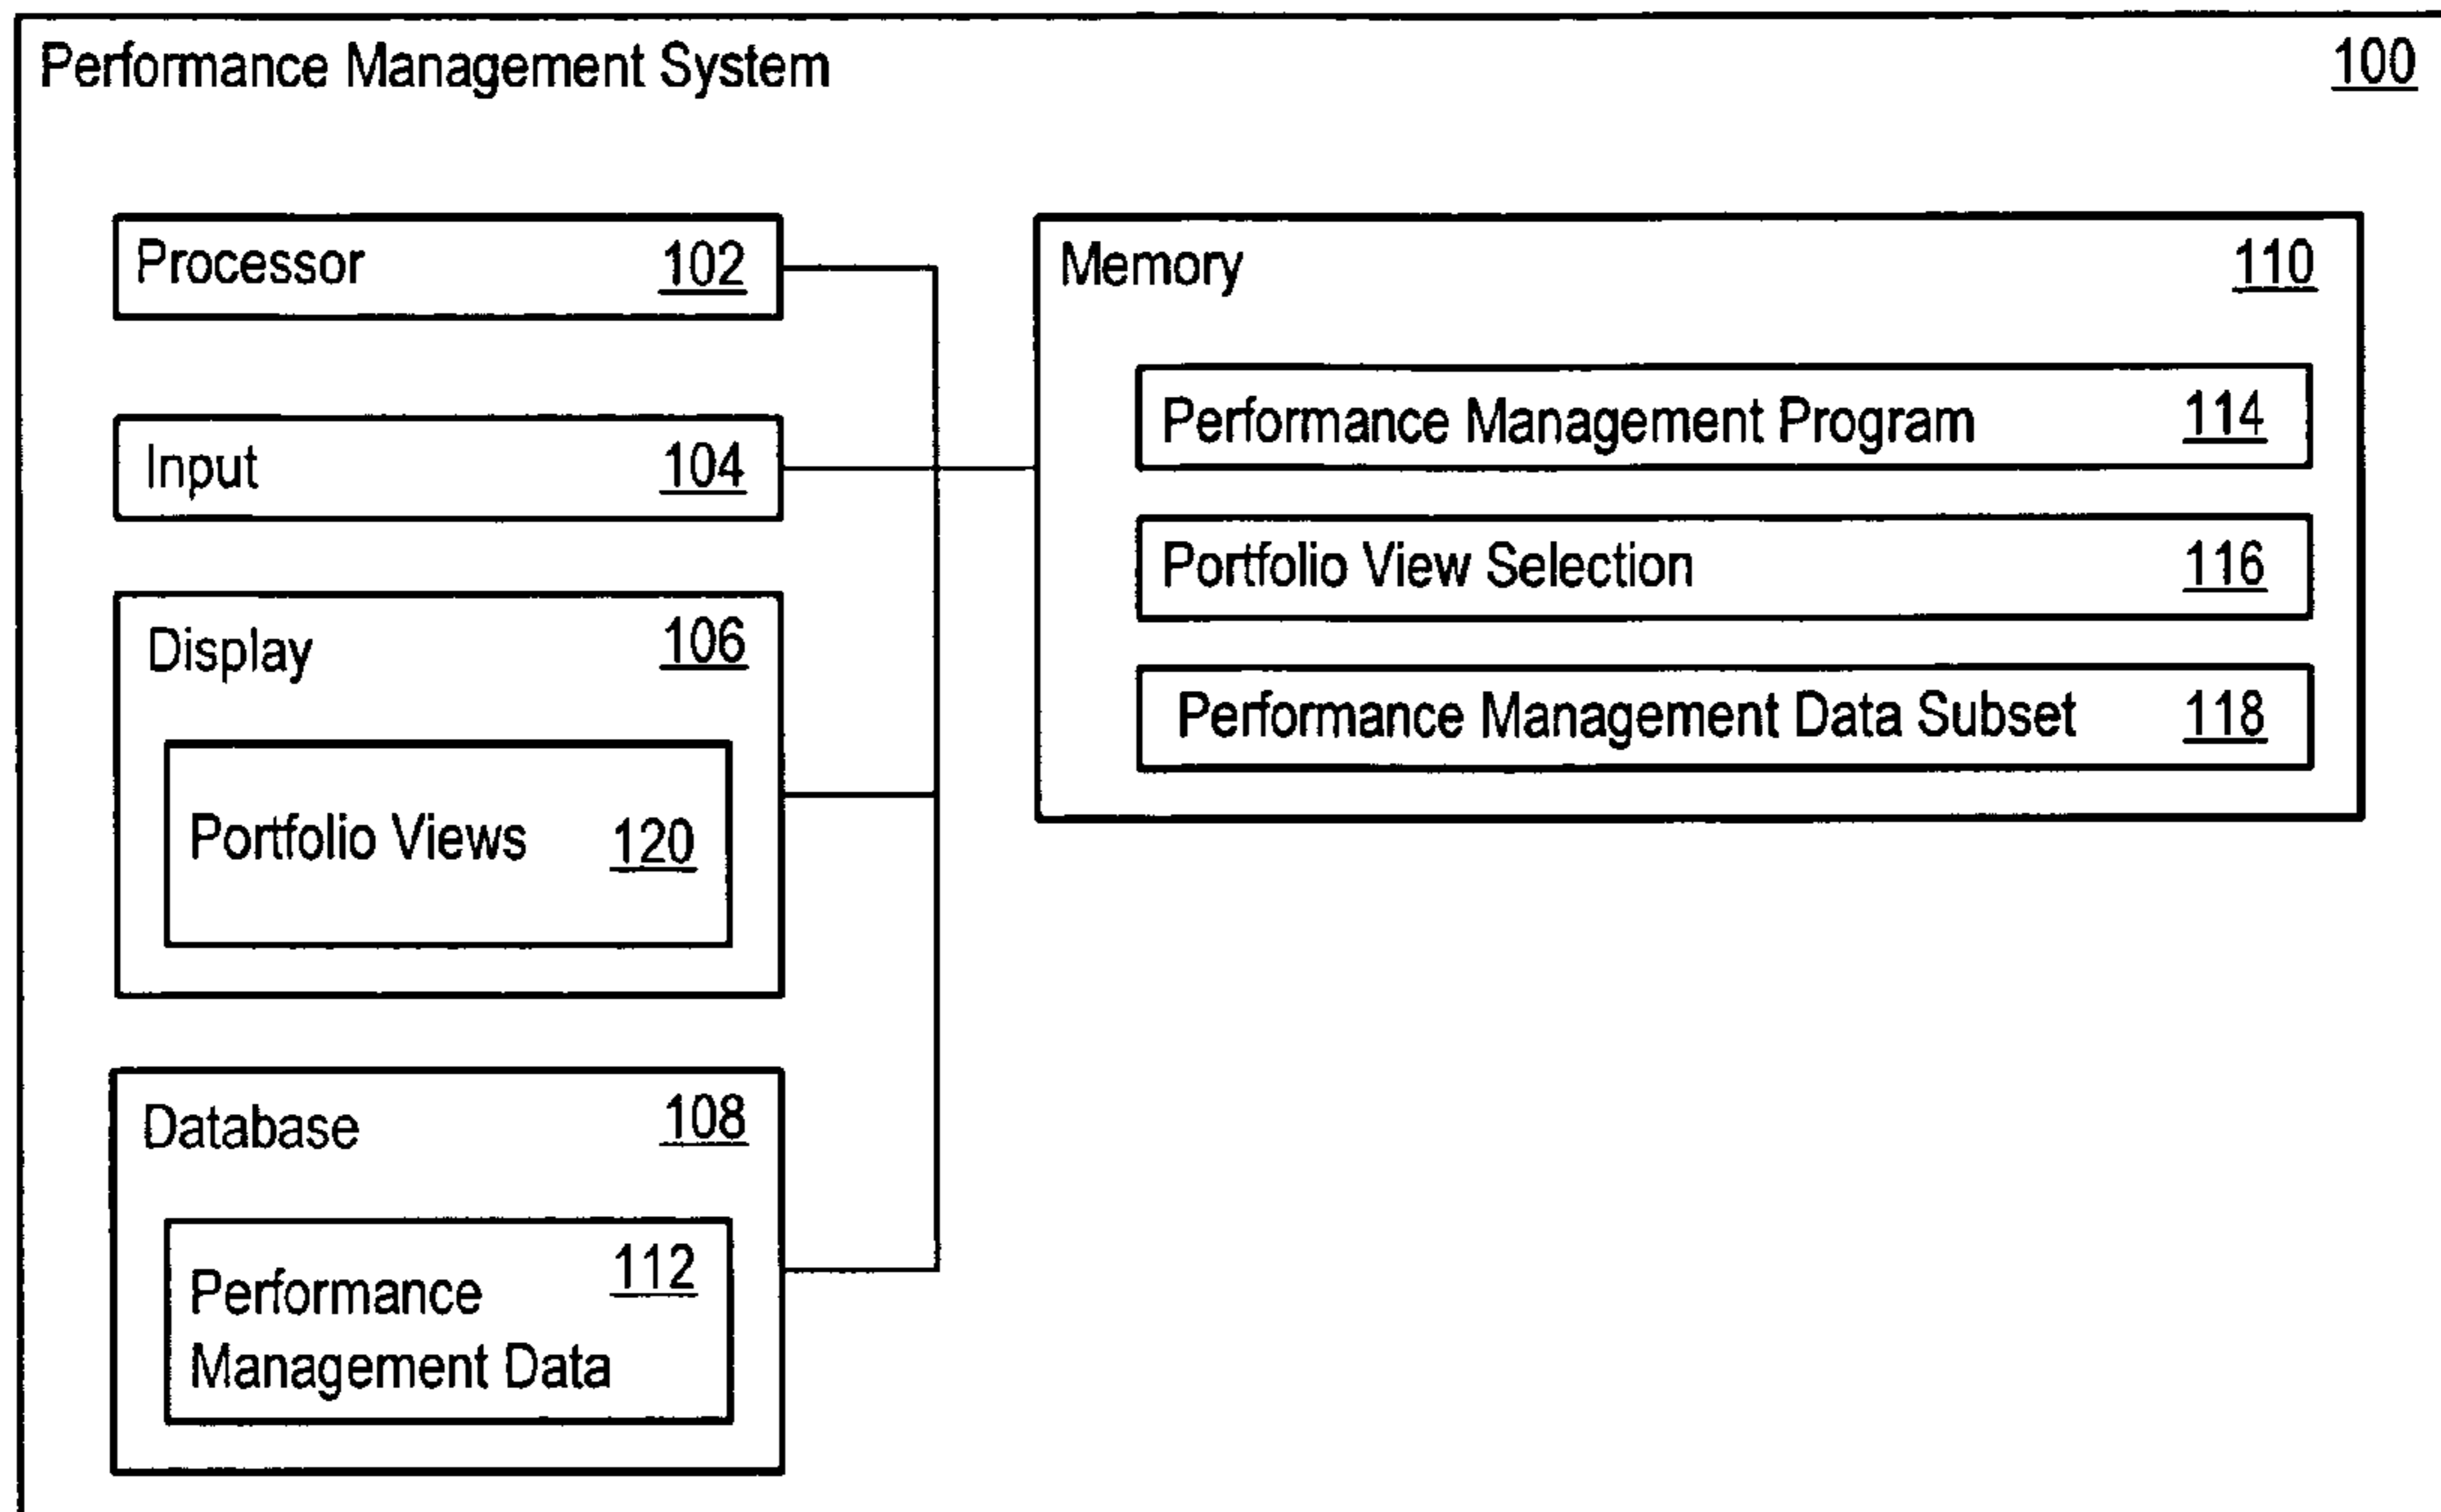 Performance Management System 100
Processor 102
Input 104
Display 106
Portfolio Views 120
Database 108
Performance 112
Management Data
Memory 110
Performance Management Program 114
Portfolio View Selection 116
Performance Management Data Subset 118